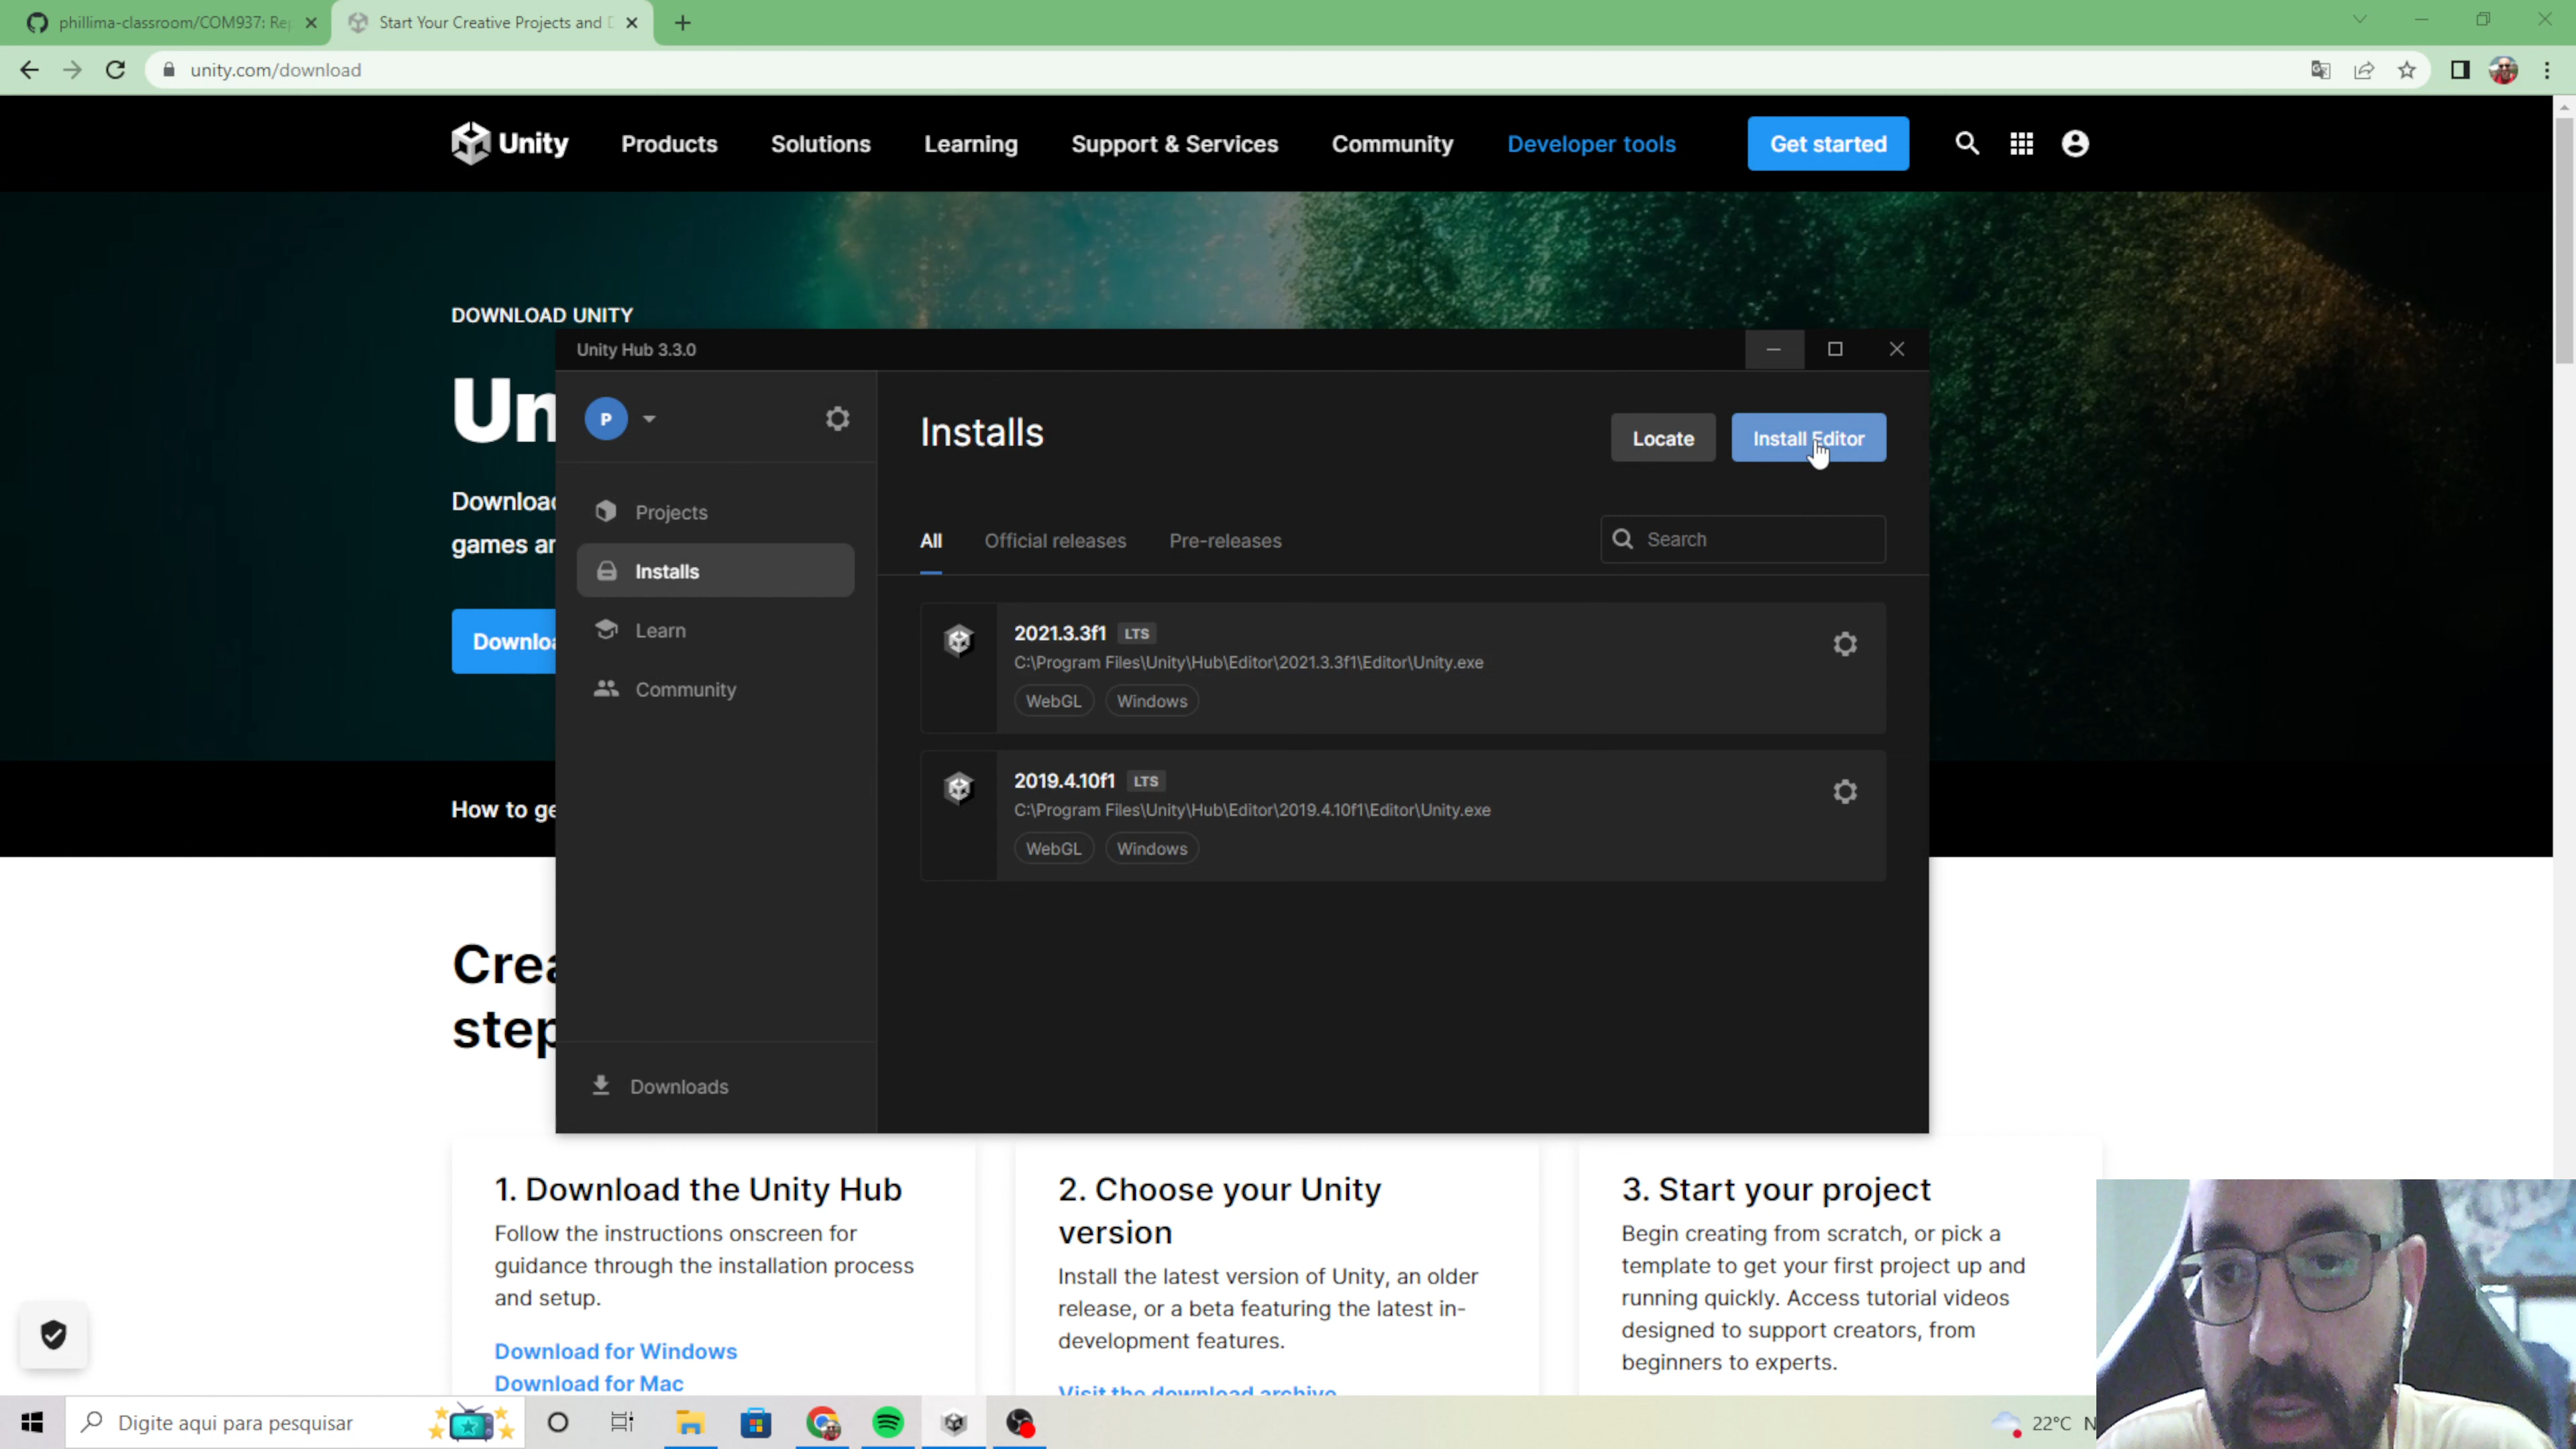 phillima-classroom/COM937: Re
Start Your Creative Projects and D
unity.com/download
Unity
Products
Solutions
Learning
Support & Services
Community
Developer tools
Get started
DOWNLOAD UNITY
Un
Download
games an
Downloa
How to ge
Crea
step
Unity Hub 3.3.0
P
Projects
Installs
Learn
Community
Downloads
Installs
Locate
Install Editor
All
Official releases
Pre-releases
Search
2021.3.3f1 LTS
C:\Program Files\Unity\Hub\Editor\2021.3.3f1\Editor\Unity.exe
WebGL
Windows
2019.4.10f1 LTS
C:\Program Files\Unity\Hub\Editor\2019.4.10f1\Editor\Unity.exe
WebGL
Windows
1. Download the Unity Hub
Follow the instructions onscreen for
guidance through the installation process
and setup.
Download for Windows
Download for Mac
2. Choose your Unity
version
Install the latest version of Unity, an older
release, or a beta featuring the latest in-
development features.
Visit the download archive
3. Start your project
Begin creating from scratch, or pick a
template to get your first project up and
running quickly. Access tutorial videos
designed to support creators, from
beginners to experts.
Digite aqui para pesquisar
22°C N